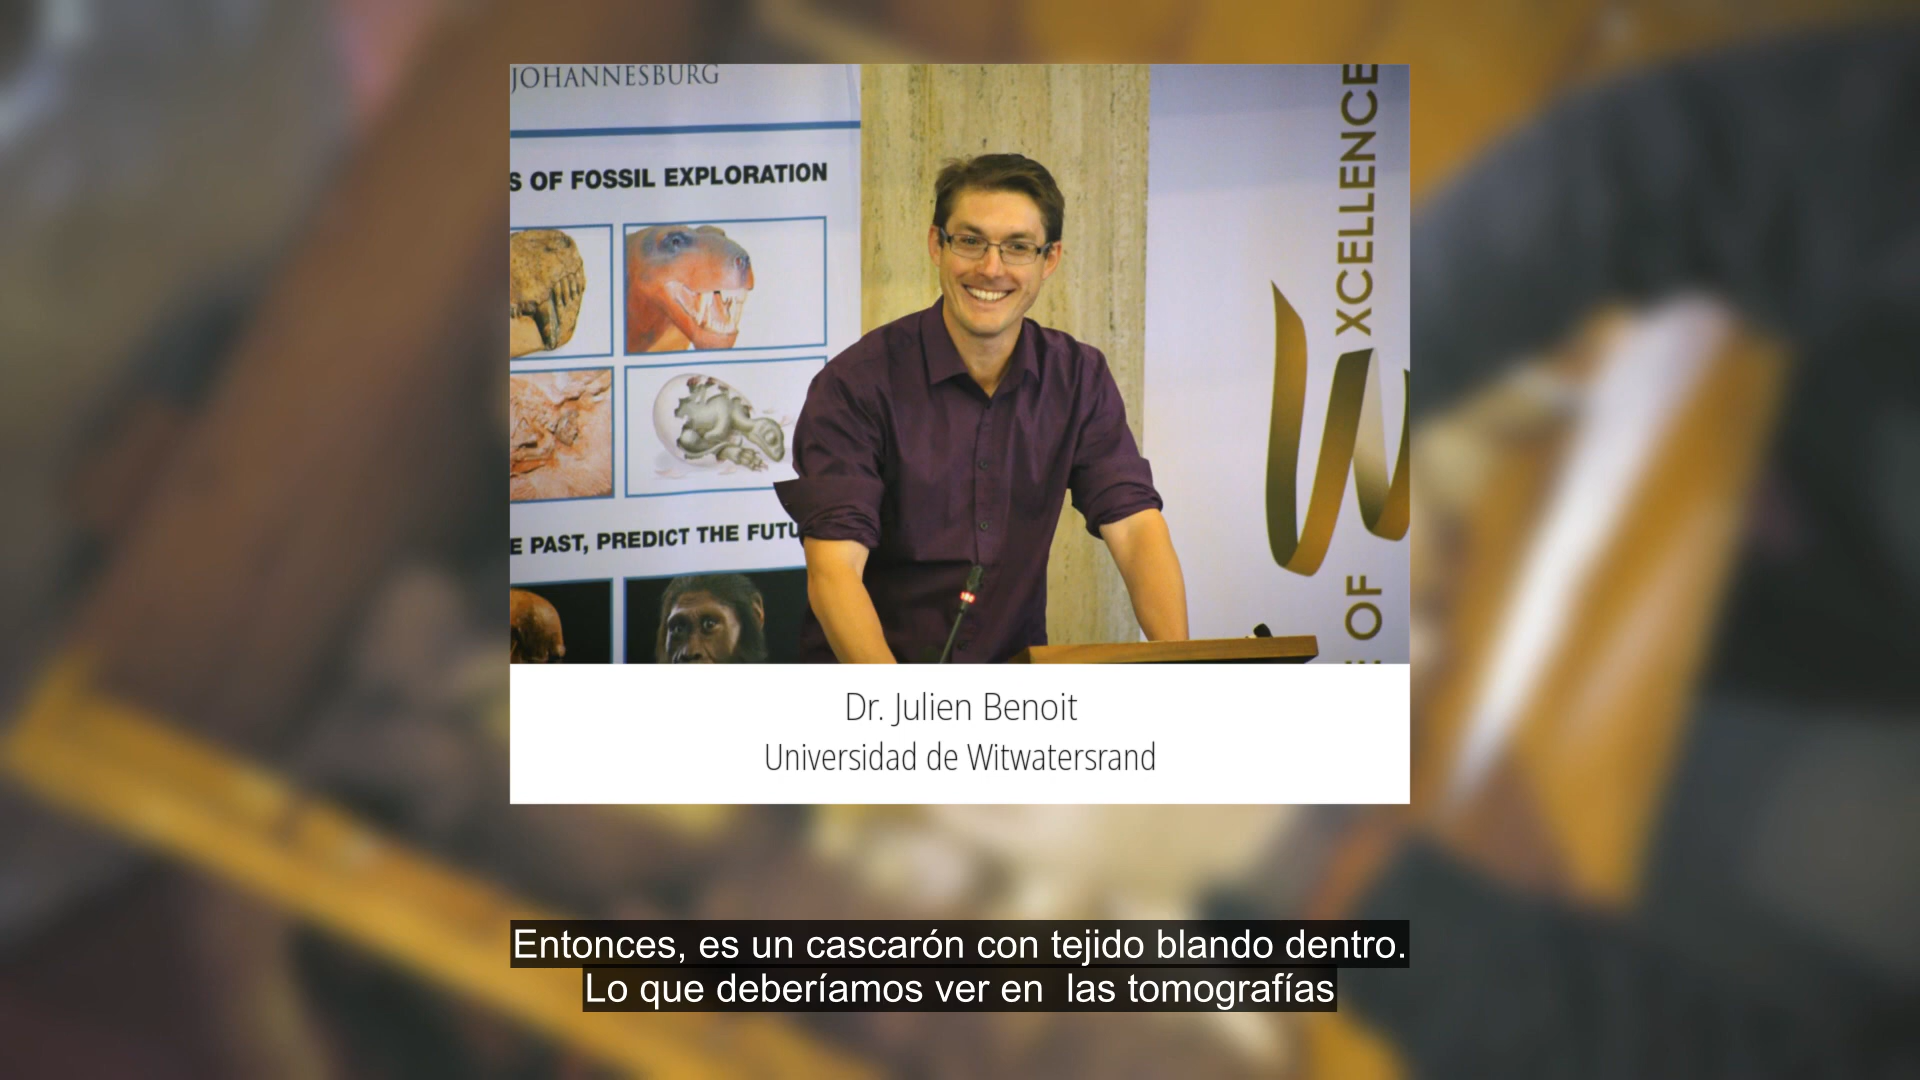 JOHANNESBURG
S OF FOSSIL EXPLORATION
E PAST, PREDICT THE FUTU
XCELLENCE
OF
Dr. Julien Benoit
Universidad de Witwatersrand
Entonces, es un cascarón con tejido blando dentro.
Lo que deberíamos ver en  las tomografías